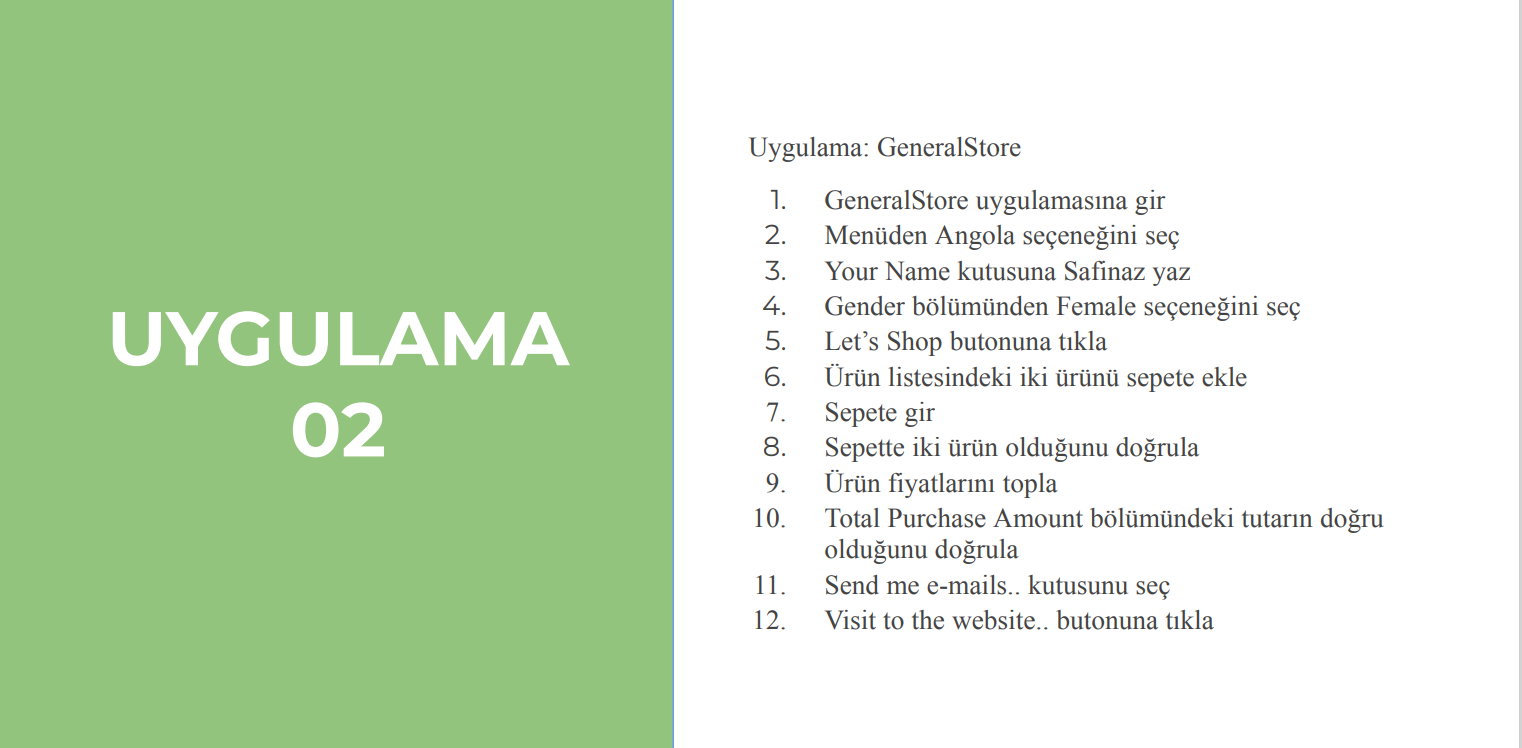 UYGULAMA
02
Uygulama: GeneralStore
1. GeneralStore uygulamasına gir
2. Menüden Angola seçeneğini seç
3. Your Name kutusuna Safinaz yaz
4. Gender bölümünden Female seçeneğini seç
5. Let’s Shop butonuna tıkla
6. Ürün listesindeki iki ürünü sepete ekle
7. Sepete gir
8. Sepette iki ürün olduğunu doğrula
9. Ürün fiyatlarını topla
10. Total Purchase Amount bölümündeki tutarın doğru
olduğunu doğrula
11. Send me e-mails.. kutusunu seç
12. Visit to the website.. butonuna tıkla